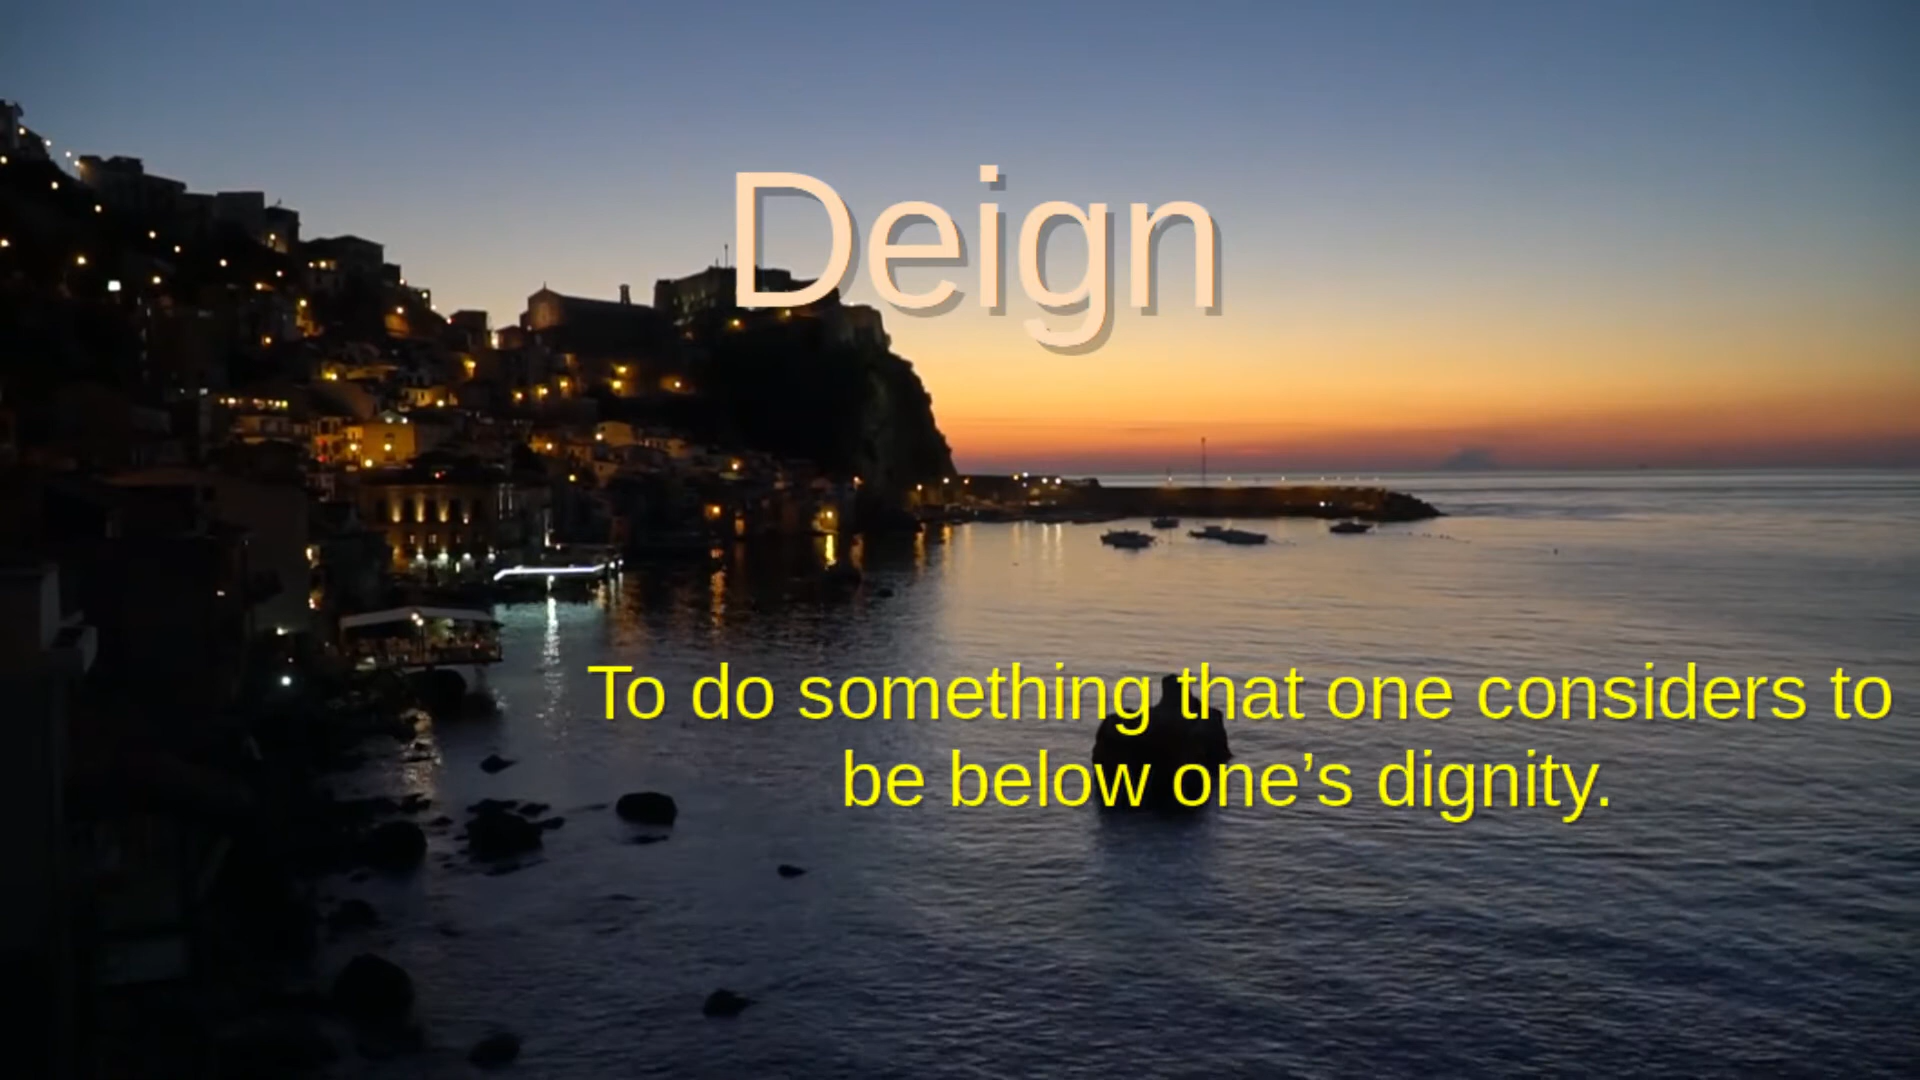 Deign
To do something that one considers to
be below one’s dignity.